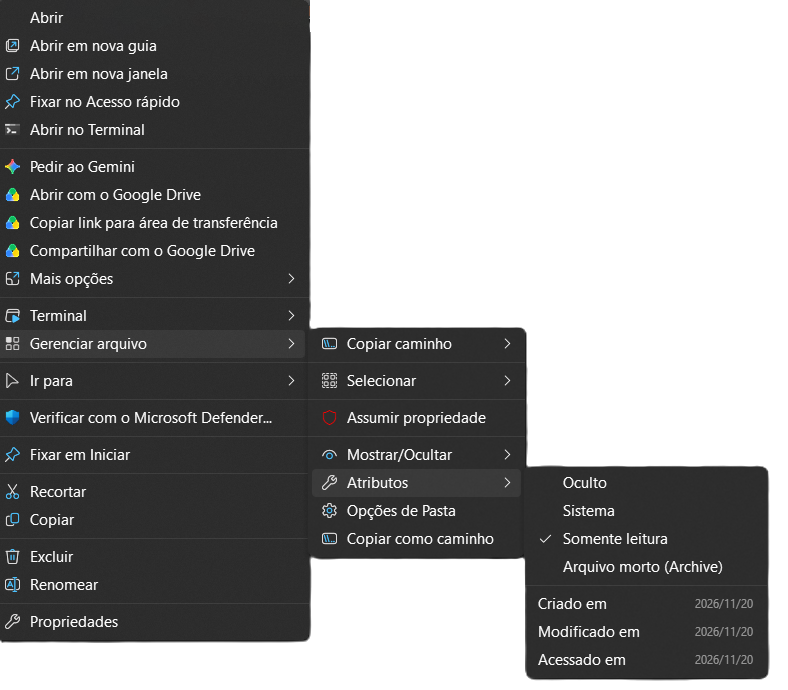 Abrir
Abrir em nova guia
Abrir em nova janela
Fixar no Acesso rápido
Abrir no Terminal
Pedir ao Gemini
Abrir com o Google Drive
Copiar link para área de transferência
Compartilhar com o Google Drive
Mais opções
Terminal
Gerenciar arquivo
Ir para
Verificar com o Microsoft Defender...
Fixar em Iniciar
Recortar
Copiar
Excluir
Renomear
Propriedades
Copiar caminho
Selecionar
Assumir propriedade
Mostrar/Ocultar
Atributos
Opções de Pasta
Copiar como caminho
Oculto
Sistema
Somente leitura
Arquivo morto (Archive)
Criado em 2026/11/20
Modificado em 2026/11/20
Acessado em 2026/11/20